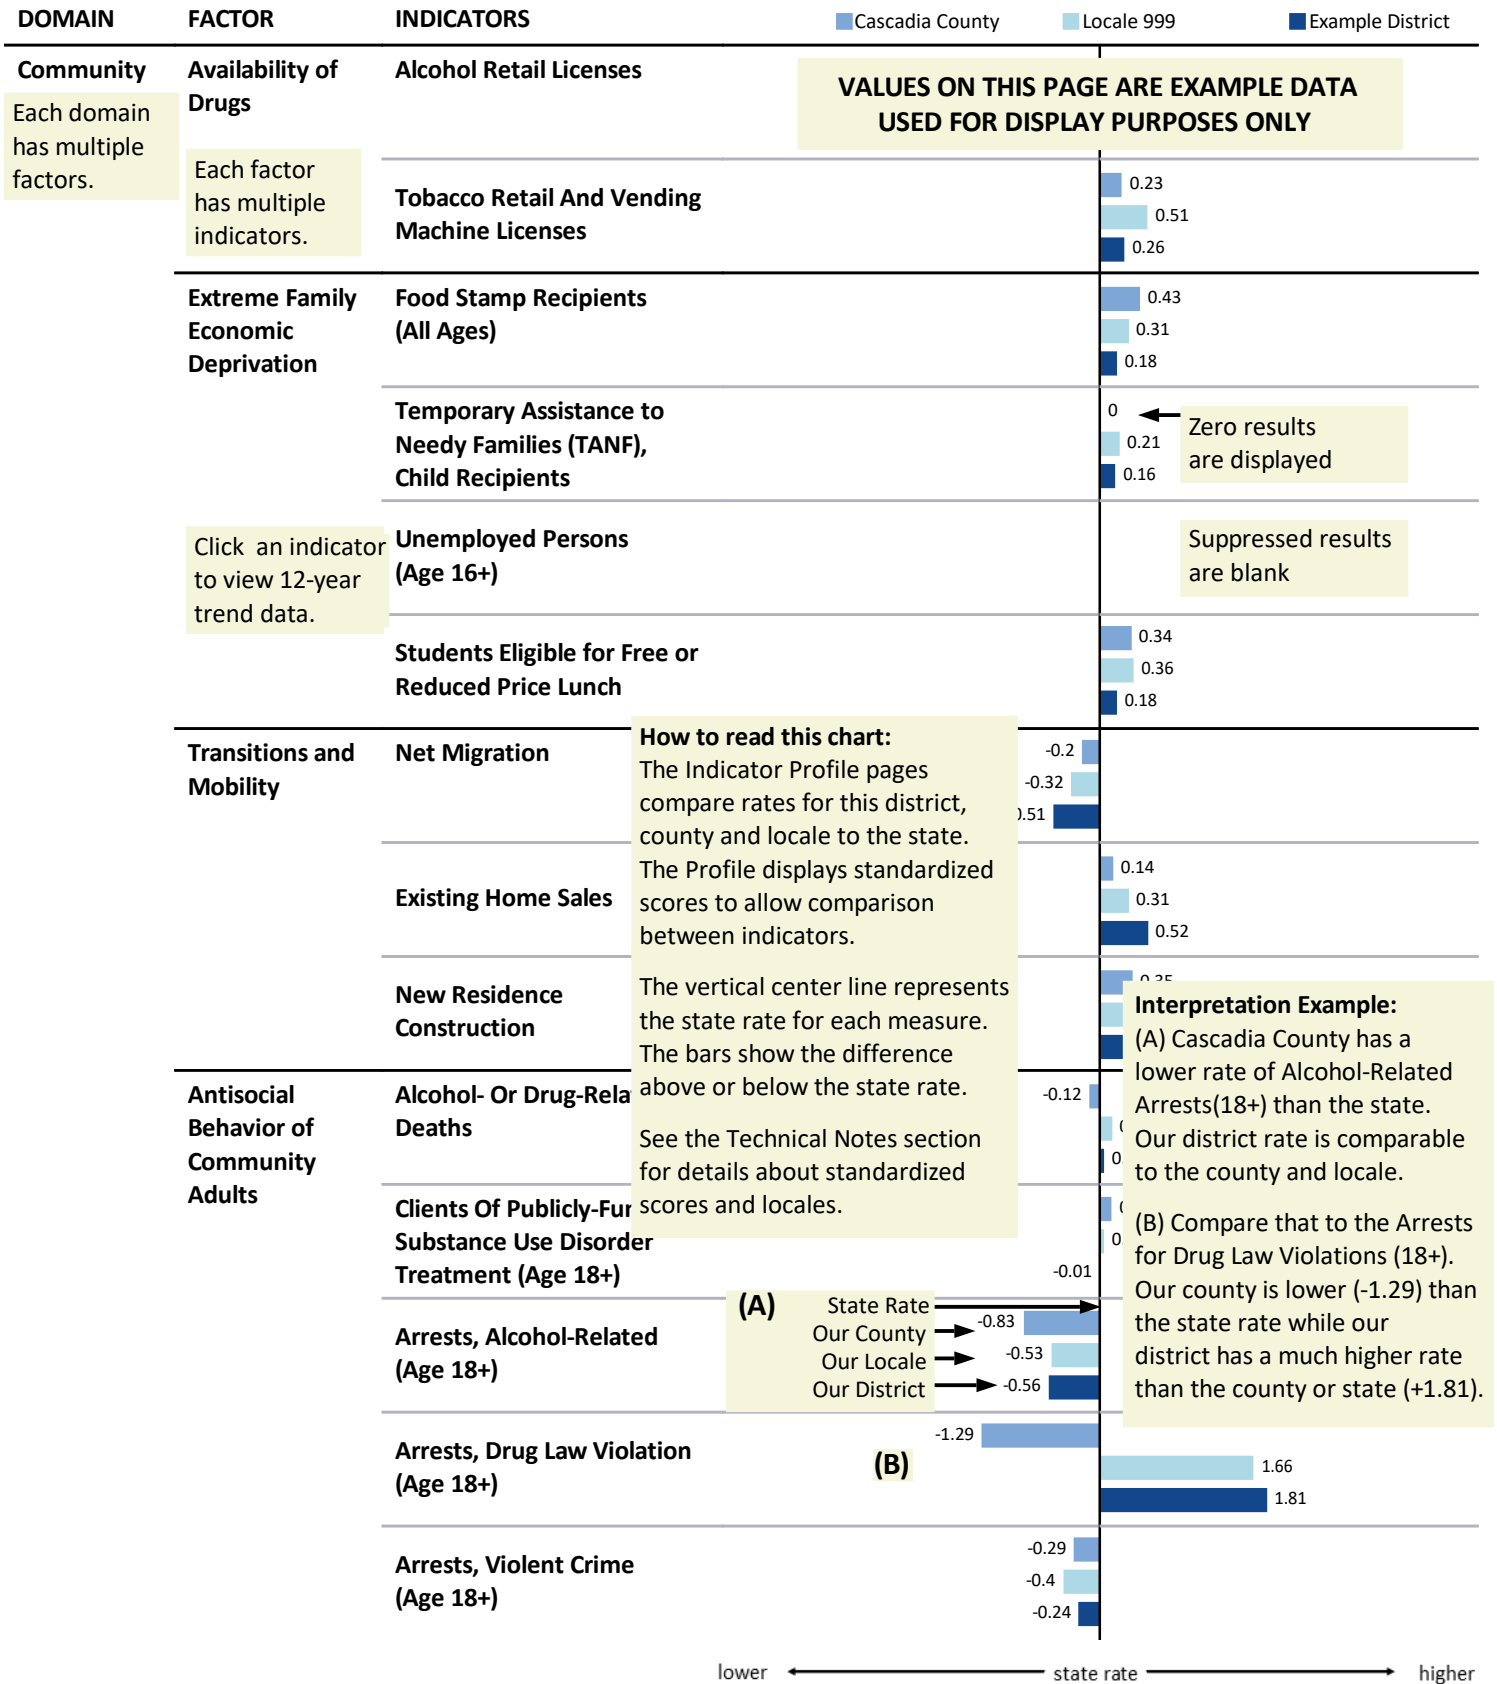 DOMAIN FACTOR INDICATORS Cascadia County Locale 999 Example District
Community
Each domain
has multiple
factors.
Availability of
Drugs
Each factor
has multiple
indicators.
Alcohol Retail Licenses
VALUES ON THIS PAGE ARE EXAMPLE DATA
USED FOR DISPLAY PURPOSES ONLY
Tobacco Retail And Vending
Machine Licenses
0.23
0.51
0.26
Extreme Family
Economic
Deprivation
Food Stamp Recipients
(All Ages)
0.43
0.31
0.18
Temporary Assistance to
Needy Families (TANF),
Child Recipients
0
0.21
0.16
Zero results
are displayed
Click an indicator
to view 12-year
trend data.
Unemployed Persons
(Age 16+)
Suppressed results
are blank
Students Eligible for Free or
Reduced Price Lunch
0.34
0.36
0.18
Transitions and
Mobility
Net Migration
-0.2
-0.32
.51
How to read this chart:
The Indicator Profile pages
compare rates for this district,
county and locale to the state.
The Profile displays standardized
scores to allow comparison
between indicators.
The vertical center line represents
the state rate for each measure.
The bars show the difference
above or below the state rate.
See the Technical Notes section
for details about standardized
scores and locales.
Existing Home Sales
0.14
0.31
0.52
New Residence
Construction
Interpretation Example:
(A) Cascadia County has a
lower rate of Alcohol-Related
Arrests(18+) than the state.
Our district rate is comparable
to the county and locale.
(B) Compare that to the Arrests
for Drug Law Violations (18+).
Our county is lower (-1.29) than
the state rate while our
district has a much higher rate
than the county or state (+1.81).
Antisocial
Behavior of
Community
Adults
Alcohol- Or Drug-Rela
Deaths
-0.12
0.
Clients Of Publicly-Fun
Substance Use Disorder
Treatment (Age 18+)
0.
-0.01
Arrests, Alcohol-Related
(Age 18+)
(A) State Rate
Our County -0.83
Our Locale -0.53
Our District -0.56
Arrests, Drug Law Violation
(Age 18+)
-1.29
(B)
1.66
1.81
Arrests, Violent Crime
(Age 18+)
-0.29
-0.4
-0.24
lower state rate higher